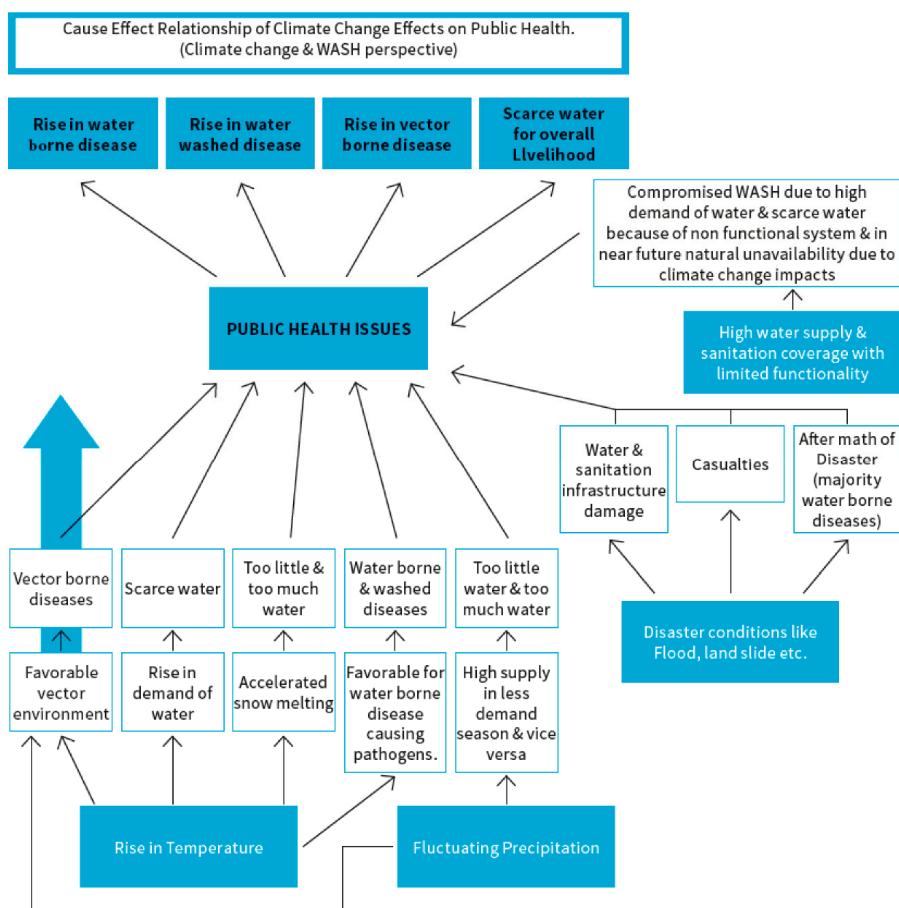 Cause Effect Relationship of Climate Change Effects on Public Health.
(Climate change & WASH perspective)
Rise in water
borne disease
Rise in water
washed disease
Rise in vector
borne disease
Scarce water
for overall
LIvelihood
Compromised WASH due to high
demand of water & scarce water
because of non functional system & in
near future natural unavailability due to
climate change impacts
PUBLIC HEALTH ISSUES
High water supply &
sanitation coverage with
limited functionality
Water &
sanitation
infrastructure
damage
Casualties
After math of
Disaster
(majority
water borne
diseases)
Vector borne
diseases
Scarce water
Too little &
too much
water
Water borne
& washed
diseases
Too little
water & too
much water
Disaster conditions like
Flood, land slide etc.
Favorable
vector
environment
Rise in
demand of
water
Accelerated
snow melting
Favorable for
water borne
disease
causing
pathogens.
High supply
in less
demand
season & vice
versa
Rise in Temperature
Fluctuating Precipitation